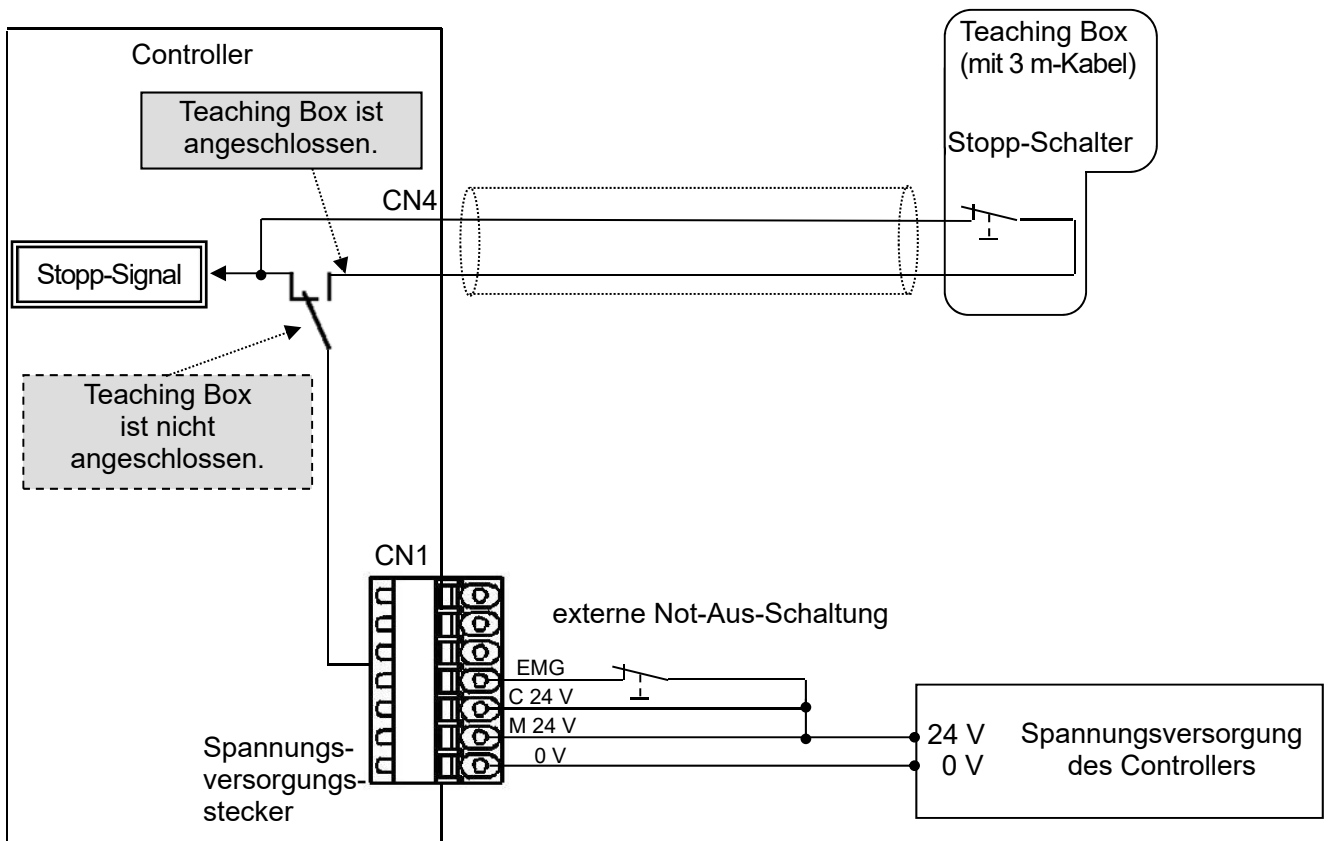 Controller
Teaching Box
(mit 3 m-Kabel)
Teaching Box ist
angeschlossen.
Stopp-Schalter
CN4
Stopp-Signal
Teaching Box
ist nicht
angeschlossen.
CN1
externe Not-Aus-Schaltung
EMG
C 24 V
M 24 V
0 V
Spannungs-
versorgungs-
stecker
24 V
0 V
Spannungsversorgung
des Controllers